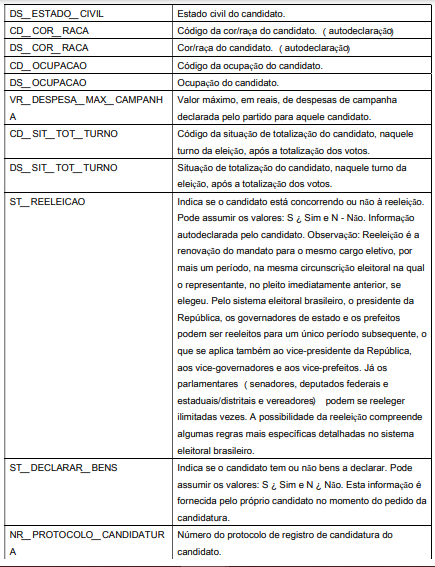 DS_ESTADO_CIVIL Estado civil do candidato.
CD_COR_RACA Código da cor/raça do candidato. (autodeclaração)
DS_COR_RACA Cor/raça do candidato. (autodeclaração)
CD_OCUPACAO Código da ocupação do candidato.
DS_OCUPACAO Ocupação do candidato.
VR_DESPESA_MAX_CAMPANH Valor máximo, em reais, de despesas de campanha
A declarada pelo partido para aquele candidato.
CD_SIT_TOT_TURNO Código da situação de totalização do candidato, naquele
turno da eleição, após a totalização dos votos.
DS_SIT_TOT_TURNO Situação de totalização do candidato, naquele turno da
eleição, após a totalização dos votos.
ST_REELEICAO Indica se o candidato está concorrendo ou não à reeleição.
Pode assumir os valores: S ¿ Sim e N - Não. Informação
autodeclarada pelo candidato. Observação: Reeleição é a
renovação do mandato para o mesmo cargo eletivo, por
mais um período, na mesma circunscrição eleitoral na qual
o representante, no pleito imediatamente anterior, se
elegeu. Pelo sistema eleitoral brasileiro, o presidente da
República, os governadores de estado e os prefeitos
podem ser reeleitos para um único período subsequente, o
que se aplica também ao vice-presidente da República,
aos vice-governadores e aos vice-prefeitos. Já os
parlamentares (senadores, deputados federais e
estaduais/distritais e vereadores) podem se reeleger
ilimitadas vezes. A possibilidade da reeleição compreende
algumas regras mais específicas detalhadas no sistema
eleitoral brasileiro.
ST_DECLARAR_BENS Indica se o candidato tem ou não bens a declarar. Pode
assumir os valores: S ¿ Sim e N ¿ Não. Esta informação é
fornecida pelo próprio candidato no momento do pedido da
candidatura.
NR_PROTOCOLO_CANDIDATUR Número do protocolo de registro de candidatura do
A candidato.